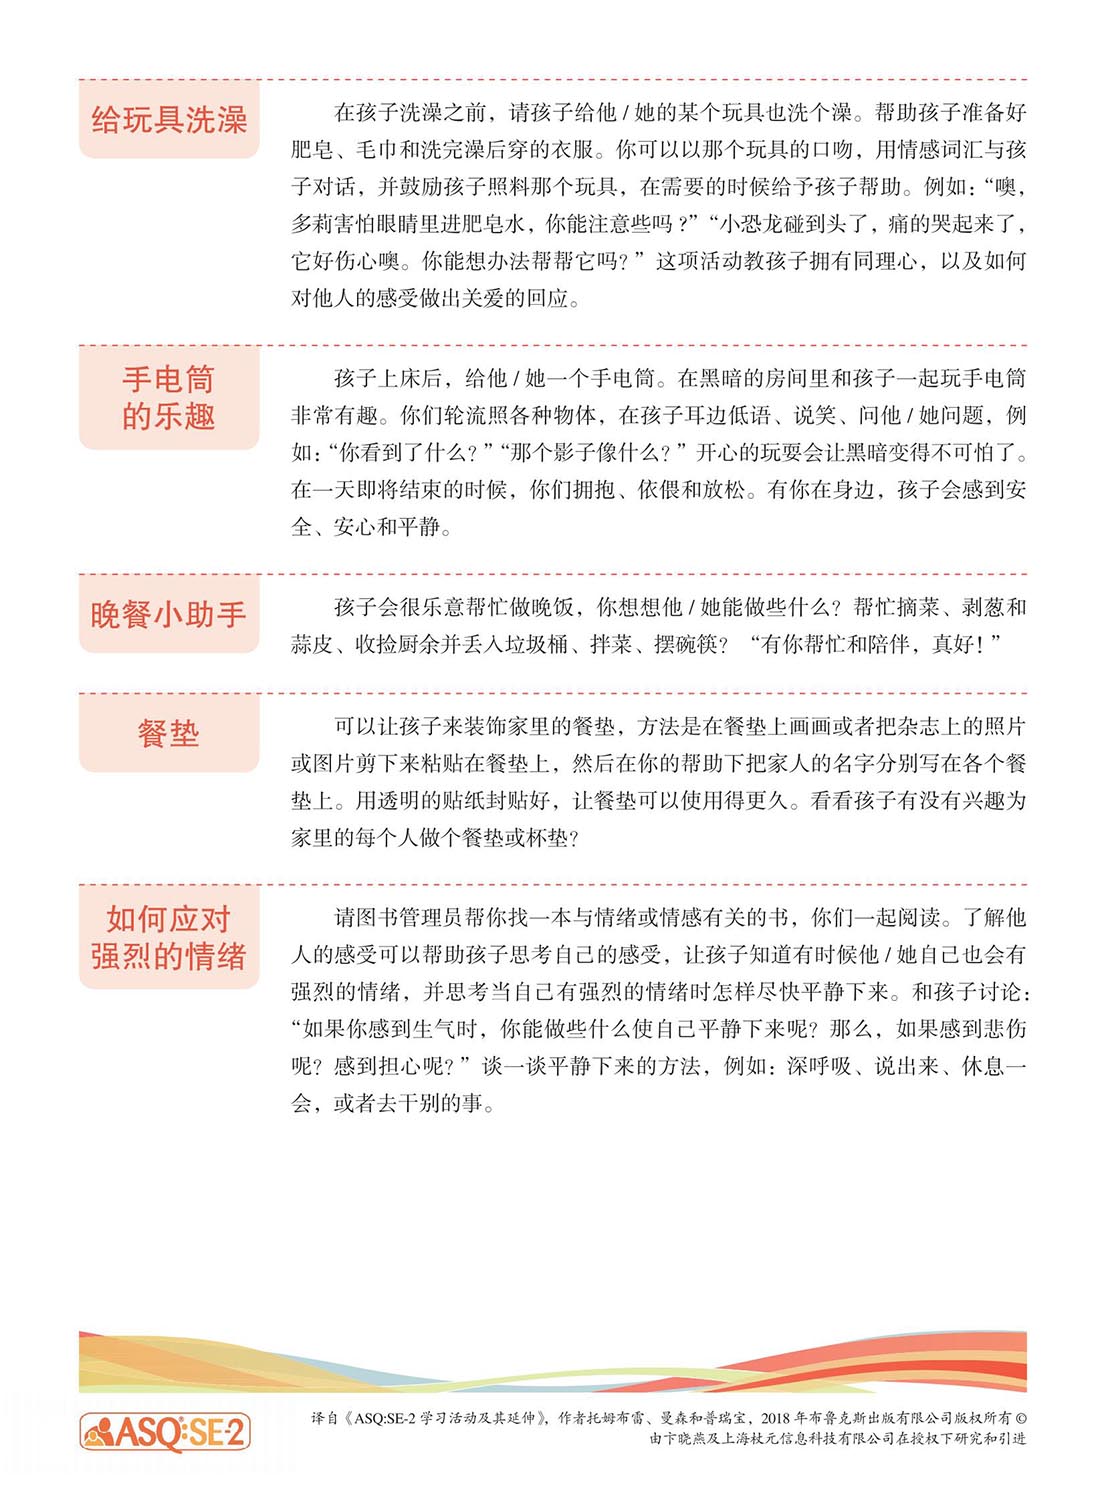 给玩具洗澡
在孩子洗澡之前，请孩子给他 / 她的某个玩具也洗个澡。帮助孩子准备好
肥皂、毛巾和洗完澡后穿的衣服。你可以以那个玩具的口吻，用情感词汇与孩
子对话，并鼓励孩子照料那个玩具，在需要的时候给予孩子帮助。例如：“噢，
多莉害怕眼睛里进肥皂水，你能注意些吗？”“小恐龙碰到头了，痛的哭起来了，
它好伤心噢。你能想办法帮帮它吗？”这项活动教孩子拥有同理心，以及如何
对他人的感受做出关爱的回应。
手电筒
的乐趣
孩子上床后，给他 / 她一个手电筒。在黑暗的房间里和孩子一起玩手电筒
非常有趣。你们轮流照各种物体，在孩子耳边低语、说笑、问他 / 她问题，例
如：“你看到了什么？”“那个影子像什么？”开心的玩耍会让黑暗变得不可怕了。
在一天即将结束的时候，你们拥抱、依偎和放松。有你在身边，孩子会感到安
全、安心和平静。
晚餐小助手
孩子会很乐意帮忙做晚饭，你想想他 / 她能做些什么？帮忙摘菜、剥葱和
蒜皮、收捡厨余并丢入垃圾桶、拌菜、摆碗筷？“有你帮忙和陪伴，真好！”
餐垫
可以让孩子来装饰家里的餐垫，方法是在餐垫上画画或者把杂志上的照片
或图片剪下来粘贴在餐垫上，然后在你的帮助下把家人的名字分别写在各个餐
垫上。用透明的贴纸封贴好，让餐垫可以使用得更久。看看孩子有没有兴趣为
家里的每个人做个餐垫或杯垫？
如何应对
强烈的情绪
请图书管理员帮你找一本与情绪或情感有关的书，你们一起阅读。了解他
人的感受可以帮助孩子思考自己的感受，让孩子知道有时候他 / 她自己也会有
强烈的情绪，并思考当自己有强烈的情绪时怎样尽快平静下来。和孩子讨论：
“如果你感到生气时，你能做些什么使自己平静下来呢？那么，如果感到悲伤
呢？感到担心呢？”谈一谈平静下来的方法，例如：深呼吸、说出来、休息一
会，或者去干别的事。
ASQ:SE-2
译自《ASQ:SE-2 学习活动及其延伸》，作者托姆布雷、曼森和普瑞宝，2018 年布鲁克斯出版有限公司版权所有 ©
由卞晓燕及上海杖元信息科技有限公司在授权下研究和引进